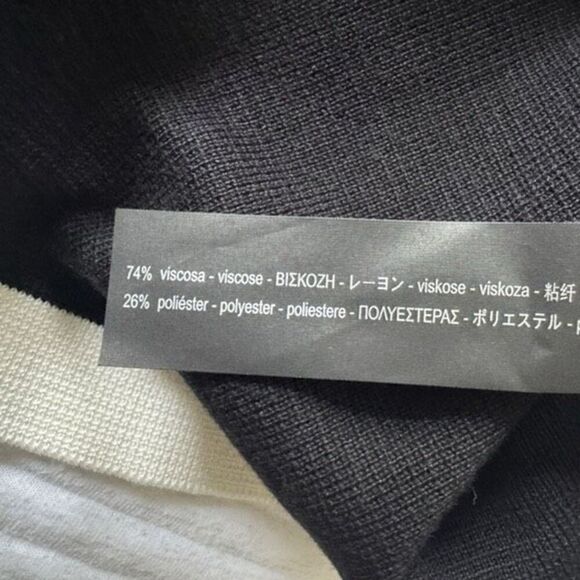 74% viscosa - viscose - ΒΙΣΚΟΖΗ - レーヨン - viskose - viskoza - 粘纤
26% poliéster - polyester - poliestere - ΠΟΛΥΕΣΤΕΡΑΣ - ポリエステル -